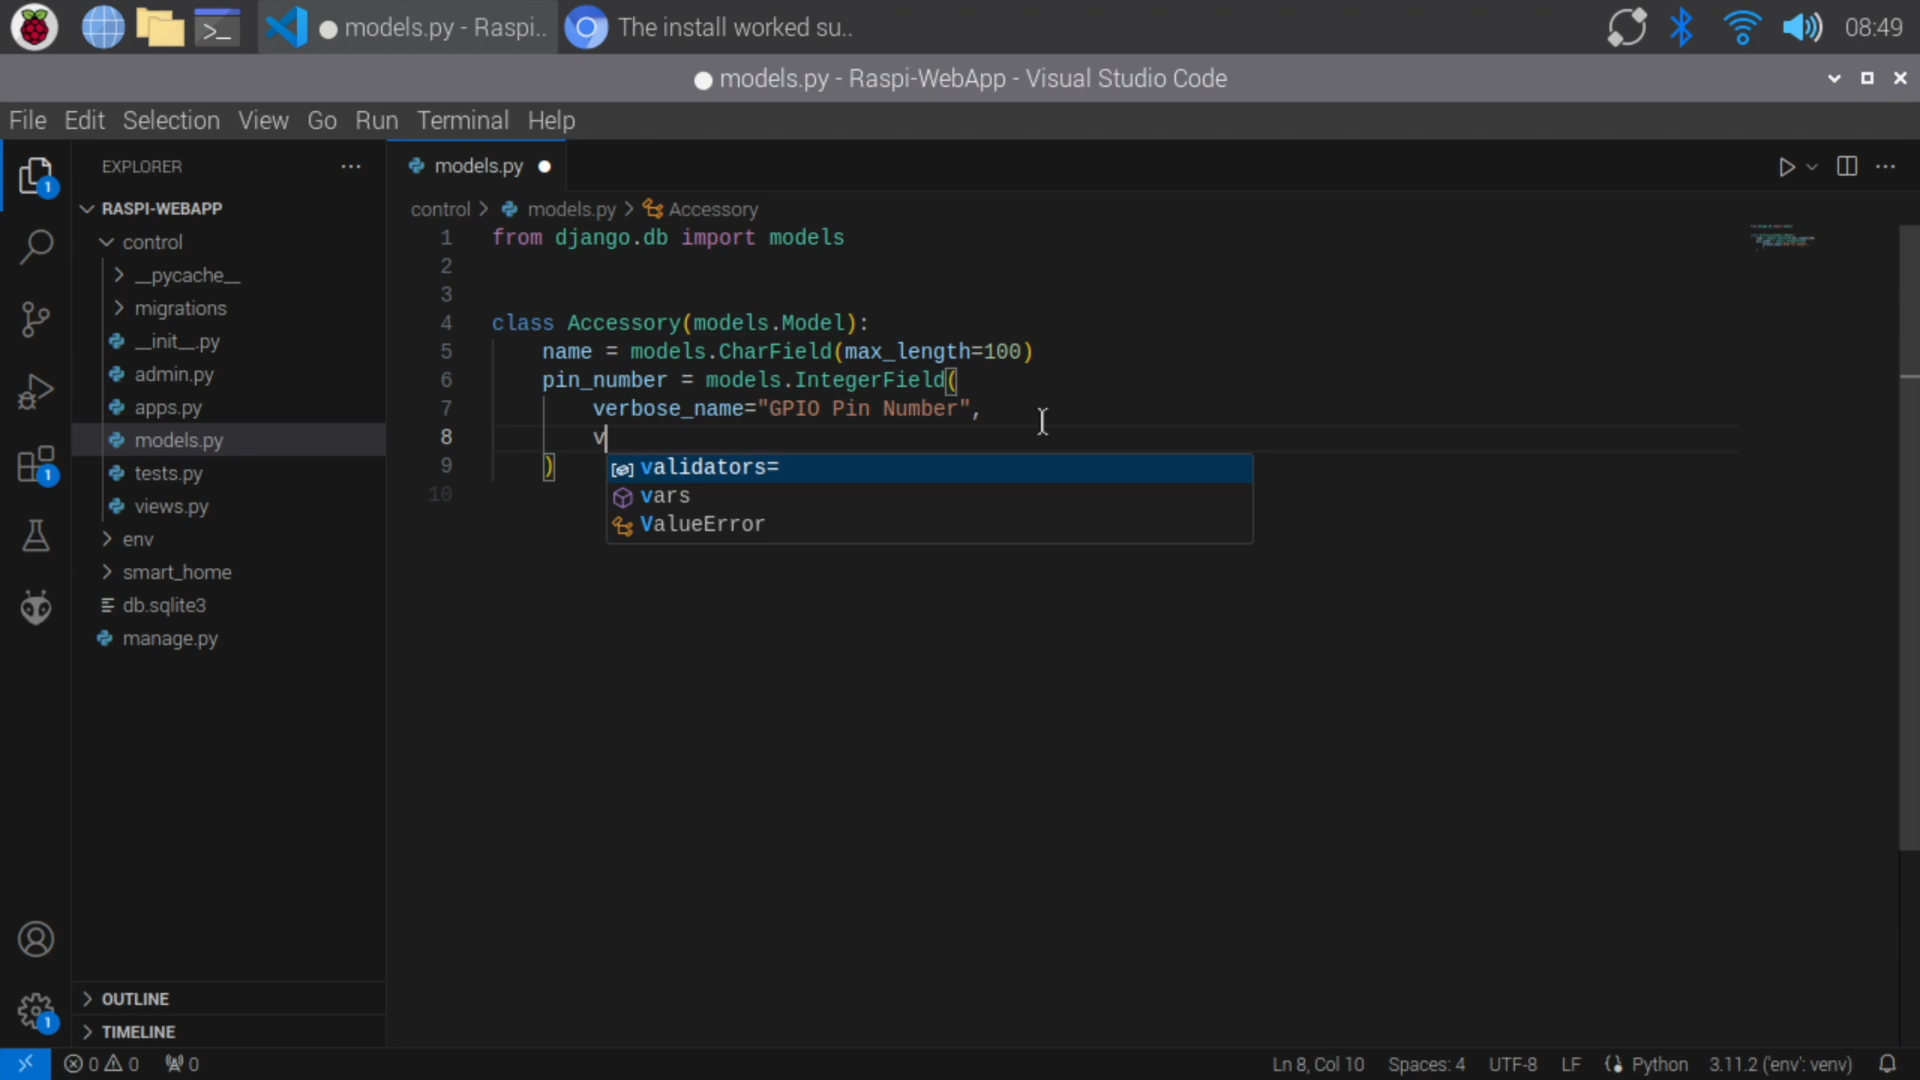 models.py - Raspi..
The install worked su..
08:49
models.py - Raspi-WebApp - Visual Studio Code
File Edit Selection View Go Run Terminal Help
EXPLORER
models.py
RASPI-WEBAPP
control > models.py > Accessory
control
__pycache__
migrations
__init__.py
admin.py
apps.py
models.py
tests.py
views.py
env
smart_home
db.sqlite3
manage.py
1 from django.db import models
2
3
4 class Accessory(models.Model):
5 name = models.CharField(max_length=100)
6 pin_number = models.IntegerField(
7 verbose_name="GPIO Pin Number",
8 v
9 )
10
validators=
vars
ValueError
1
1
1
OUTLINE
TIMELINE
0 0 0
Ln 8, Col 10 Spaces: 4 UTF-8 LF Python 3.11.2 ('env': venv)